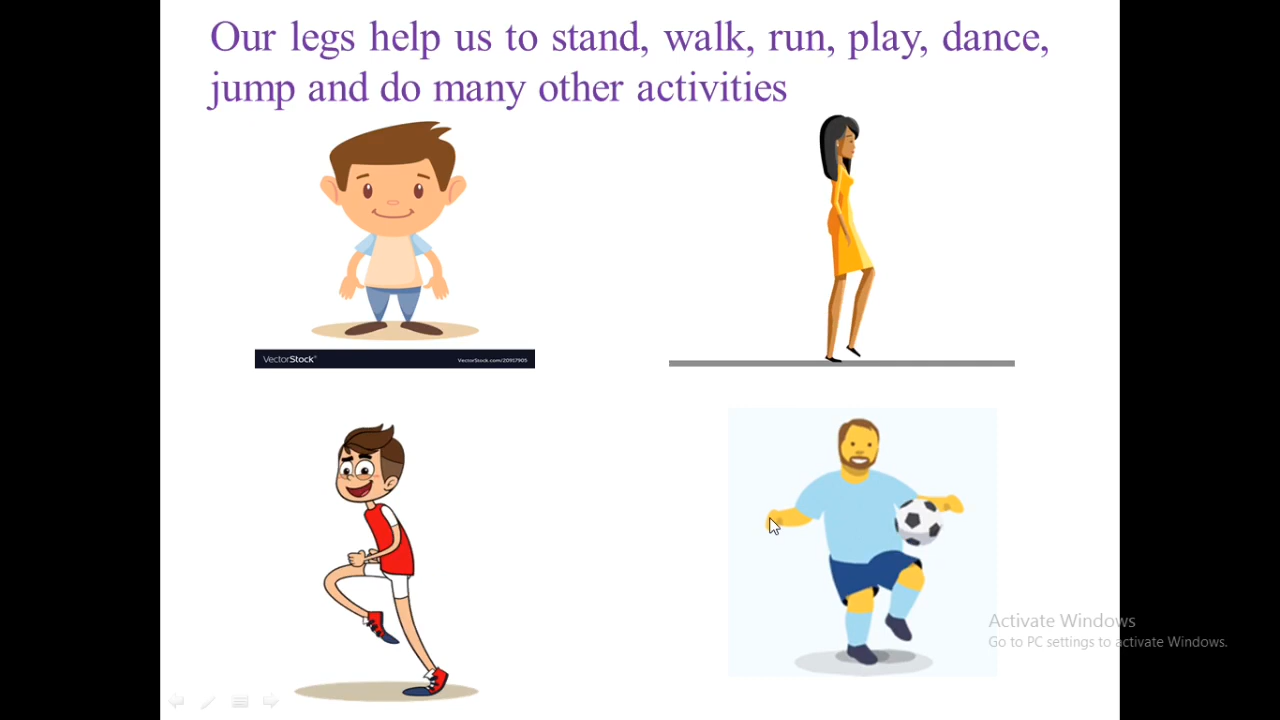 Our legs help us to stand, walk, run, play, dance,
jump and do many other activities
VectorStock®
VectorStock.com/20917905
Activate Windows
Go to PC settings to activate Windows.